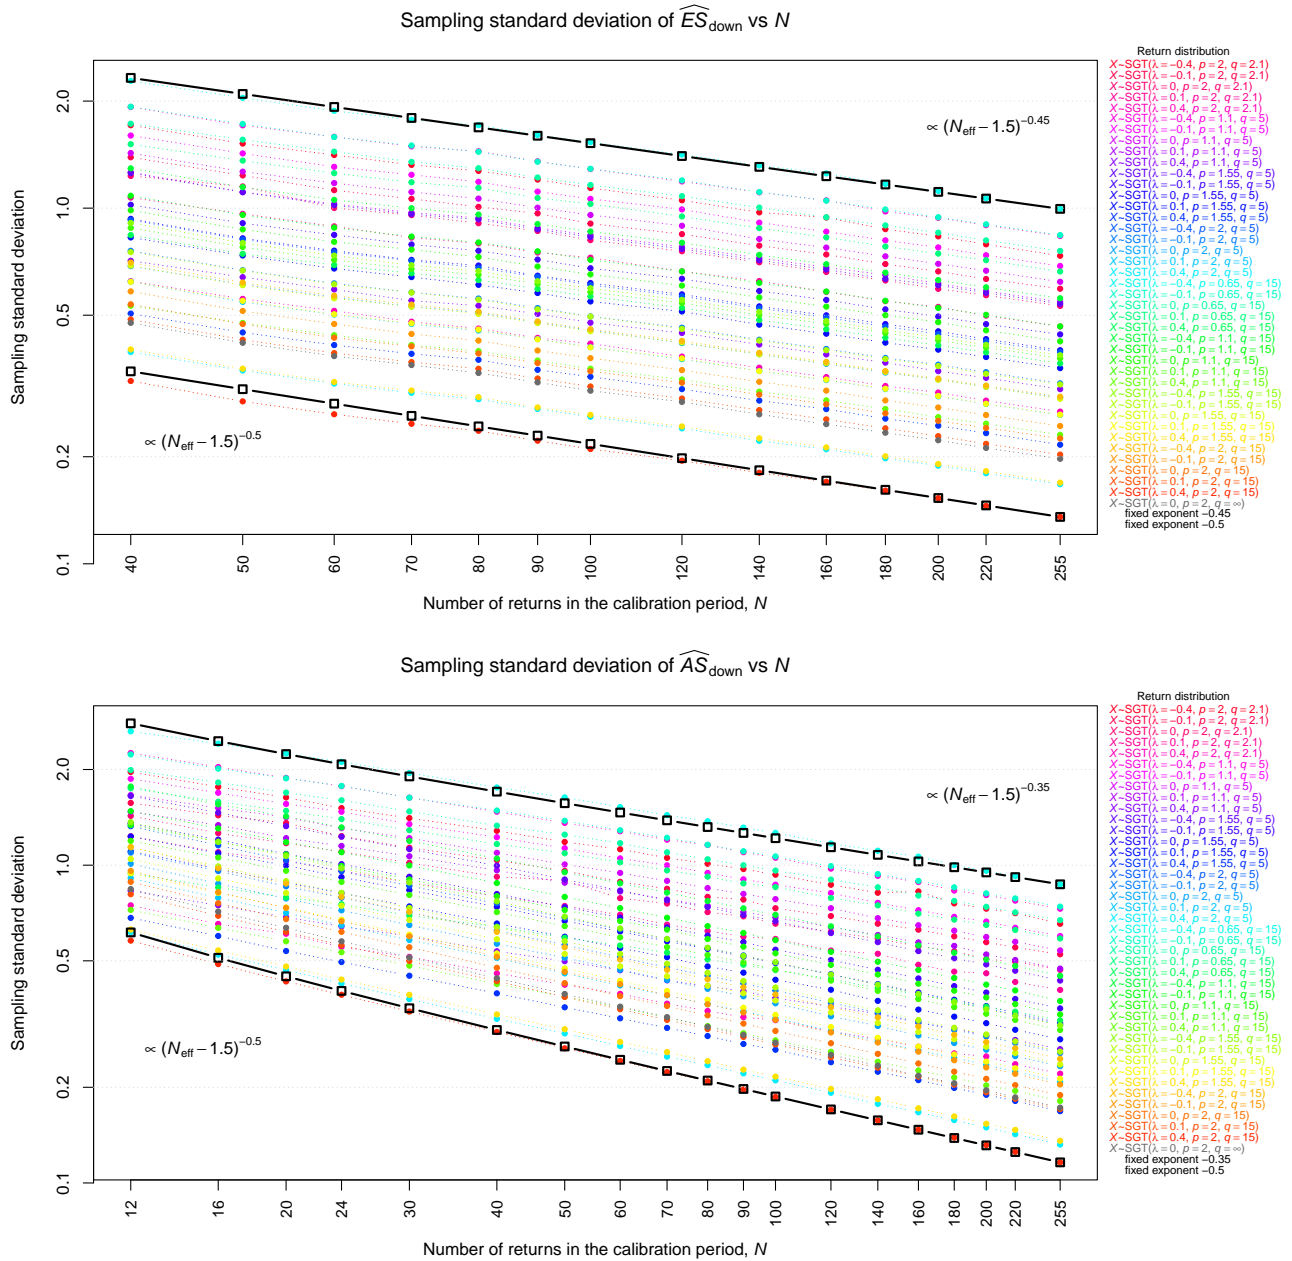 Sampling standard deviation of ES_down vs N
Return distribution
X~SGT(λ=−0.4, p=2, q=2.1)
X~SGT(λ=−0.1, p=2, q=2.1)
X~SGT(λ=0, p=2, q=2.1)
X~SGT(λ=0.1, p=2, q=2.1)
X~SGT(λ=0.4, p=2, q=2.1)
X~SGT(λ=−0.4, p=1.1, q=5)
X~SGT(λ=−0.1, p=1.1, q=5)
X~SGT(λ=0, p=1.1, q=5)
X~SGT(λ=0.1, p=1.1, q=5)
X~SGT(λ=0.4, p=1.1, q=5)
X~SGT(λ=−0.4, p=1.55, q=5)
X~SGT(λ=−0.1, p=1.55, q=5)
X~SGT(λ=0, p=1.55, q=5)
X~SGT(λ=0.1, p=1.55, q=5)
X~SGT(λ=0.4, p=1.55, q=5)
X~SGT(λ=−0.4, p=2, q=5)
X~SGT(λ=−0.1, p=2, q=5)
X~SGT(λ=0, p=2, q=5)
X~SGT(λ=0.1, p=2, q=5)
X~SGT(λ=0.4, p=2, q=5)
X~SGT(λ=−0.4, p=0.65, q=15)
X~SGT(λ=−0.1, p=0.65, q=15)
X~SGT(λ=0, p=0.65, q=15)
X~SGT(λ=0.1, p=0.65, q=15)
X~SGT(λ=0.4, p=0.65, q=15)
X~SGT(λ=−0.4, p=1.1, q=15)
X~SGT(λ=−0.1, p=1.1, q=15)
X~SGT(λ=0, p=1.1, q=15)
X~SGT(λ=0.1, p=1.1, q=15)
X~SGT(λ=0.4, p=1.1, q=15)
X~SGT(λ=−0.4, p=1.55, q=15)
X~SGT(λ=−0.1, p=1.55, q=15)
X~SGT(λ=0, p=1.55, q=15)
X~SGT(λ=0.1, p=1.55, q=15)
X~SGT(λ=0.4, p=1.55, q=15)
X~SGT(λ=−0.4, p=2, q=15)
X~SGT(λ=−0.1, p=2, q=15)
X~SGT(λ=0, p=2, q=15)
X~SGT(λ=0.1, p=2, q=15)
X~SGT(λ=0.4, p=2, q=15)
X~SGT(λ=0, p=2, q=∞)
fixed exponent −0.45
fixed exponent −0.5
∝ (N_eff − 1.5)^−0.45
∝ (N_eff − 1.5)^−0.5
Sampling standard deviation
2.0
1.0
0.5
0.2
0.1
40 50 60 70 80 90 100 120 140 160 180 200 220 255
Number of returns in the calibration period, N
Sampling standard deviation of AS_down vs N
Return distribution
X~SGT(λ=−0.4, p=2, q=2.1)
X~SGT(λ=−0.1, p=2, q=2.1)
X~SGT(λ=0, p=2, q=2.1)
X~SGT(λ=0.1, p=2, q=2.1)
X~SGT(λ=0.4, p=2, q=2.1)
X~SGT(λ=−0.4, p=1.1, q=5)
X~SGT(λ=−0.1, p=1.1, q=5)
X~SGT(λ=0, p=1.1, q=5)
X~SGT(λ=0.1, p=1.1, q=5)
X~SGT(λ=0.4, p=1.1, q=5)
X~SGT(λ=−0.4, p=1.55, q=5)
X~SGT(λ=−0.1, p=1.55, q=5)
X~SGT(λ=0, p=1.55, q=5)
X~SGT(λ=0.1, p=1.55, q=5)
X~SGT(λ=0.4, p=1.55, q=5)
X~SGT(λ=−0.4, p=2, q=5)
X~SGT(λ=−0.1, p=2, q=5)
X~SGT(λ=0, p=2, q=5)
X~SGT(λ=0.1, p=2, q=5)
X~SGT(λ=0.4, p=2, q=5)
X~SGT(λ=−0.4, p=0.65, q=15)
X~SGT(λ=−0.1, p=0.65, q=15)
X~SGT(λ=0, p=0.65, q=15)
X~SGT(λ=0.1, p=0.65, q=15)
X~SGT(λ=0.4, p=0.65, q=15)
X~SGT(λ=−0.4, p=1.1, q=15)
X~SGT(λ=−0.1, p=1.1, q=15)
X~SGT(λ=0, p=1.1, q=15)
X~SGT(λ=0.1, p=1.1, q=15)
X~SGT(λ=0.4, p=1.1, q=15)
X~SGT(λ=−0.4, p=1.55, q=15)
X~SGT(λ=−0.1, p=1.55, q=15)
X~SGT(λ=0, p=1.55, q=15)
X~SGT(λ=0.1, p=1.55, q=15)
X~SGT(λ=0.4, p=1.55, q=15)
X~SGT(λ=−0.4, p=2, q=15)
X~SGT(λ=−0.1, p=2, q=15)
X~SGT(λ=0, p=2, q=15)
X~SGT(λ=0.1, p=2, q=15)
X~SGT(λ=0.4, p=2, q=15)
X~SGT(λ=0, p=2, q=∞)
fixed exponent −0.35
fixed exponent −0.5
∝ (N_eff − 1.5)^−0.35
∝ (N_eff − 1.5)^−0.5
Sampling standard deviation
2.0
1.0
0.5
0.2
0.1
12 16 20 24 30 40 50 60 70 80 90 100 120 140 160 180 200 220 255
Number of returns in the calibration period, N